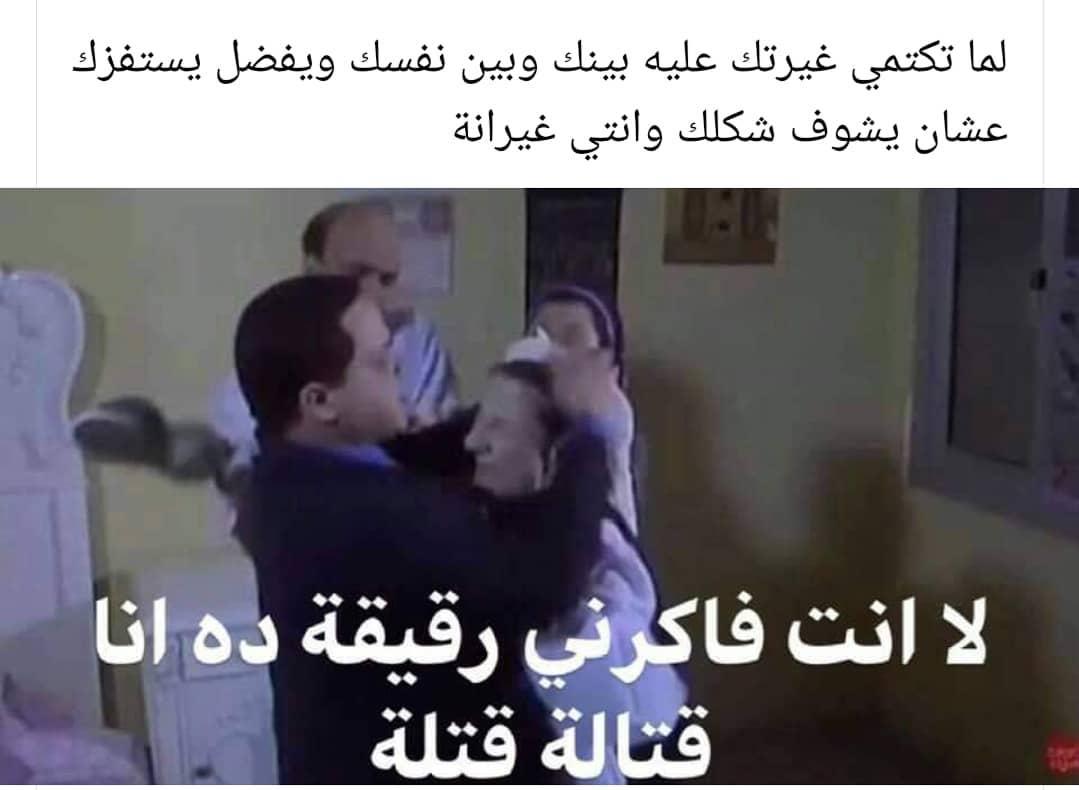 لما تكتمي غيرتك عليه بينك وبين نفسك ويفضل يستفزك
عشان يشوف شكلك وانتي غيرانة
لا انت فاكرني رقيقة ده انا
قتالة قتلة